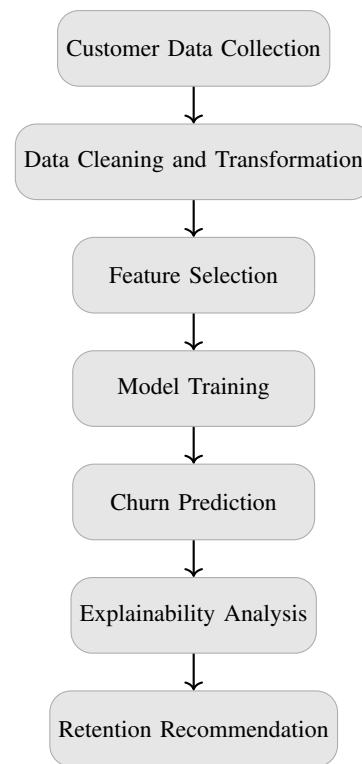 Customer Data Collection
Data Cleaning and Transformation
Feature Selection
Model Training
Churn Prediction
Explainability Analysis
Retention Recommendation